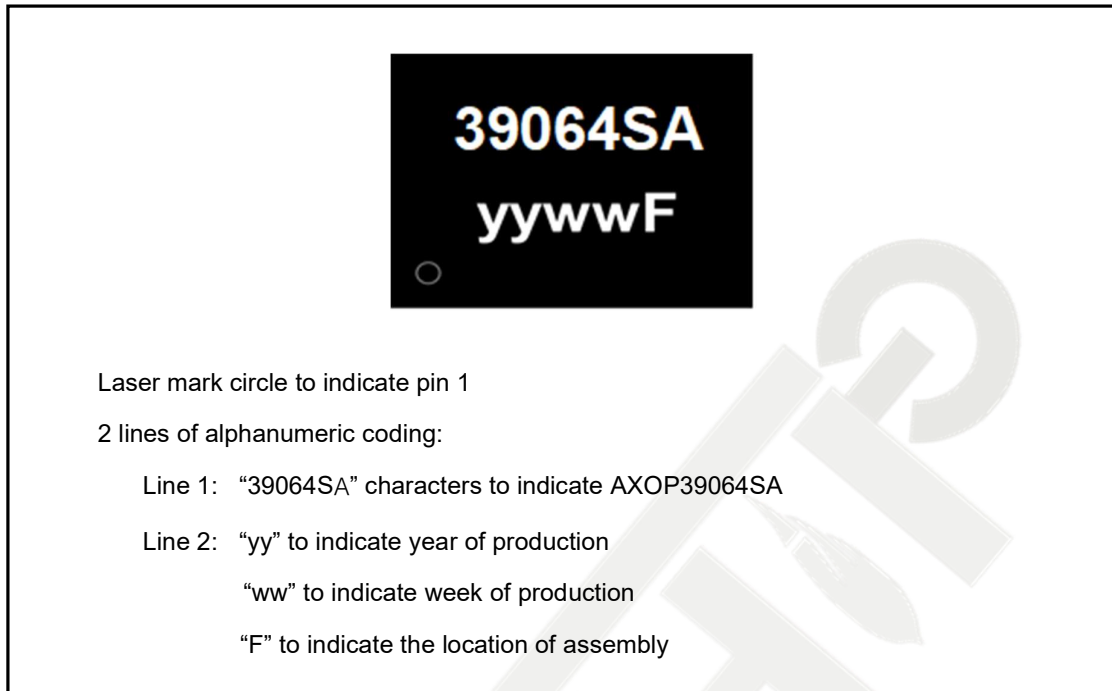 39064SA
yywwF
Laser mark circle to indicate pin 1
2 lines of alphanumeric coding:
Line 1: “39064SA” characters to indicate AXOP39064SA
Line 2: “yy” to indicate year of production
“ww” to indicate week of production
“F” to indicate the location of assembly